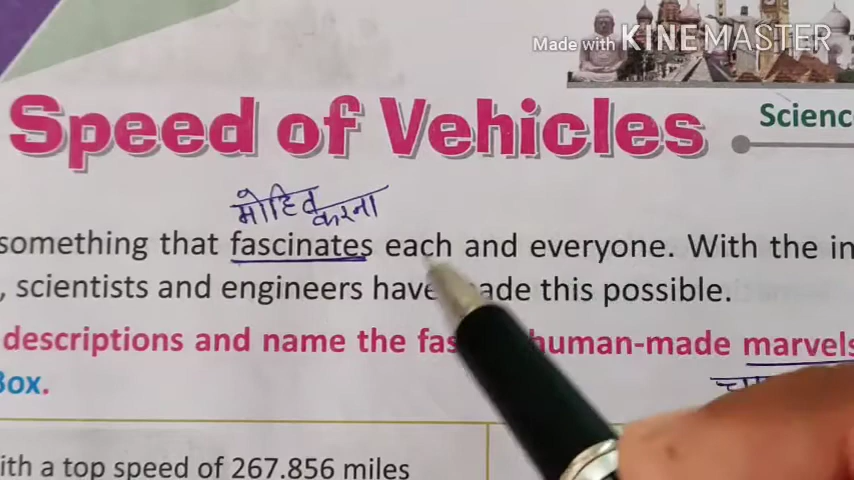 Made with KINEMASTER
Speed of Vehicles
Scienc
मोहित
करना
something that fascinates each and everyone. With the in
, scientists and engineers have made this possible.
descriptions and name the fas human-made marvels
Box.
ith a top speed of 267.856 miles